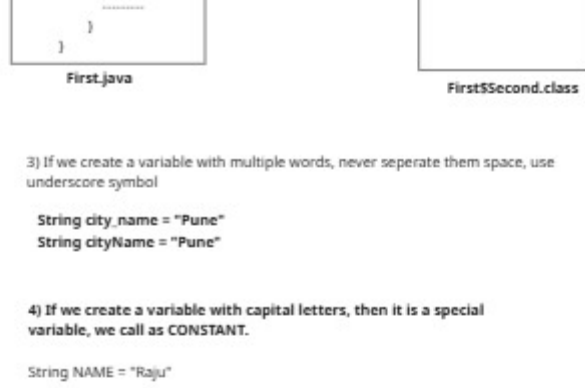 ---------
}
}
First.java
First$Second.class
3) If we create a variable with multiple words, never seperate them space, use
underscore symbol
String city_name = "Pune"
String cityName = "Pune"
4) If we create a variable with capital letters, then it is a special
variable, we call as CONSTANT.
String NAME = "Raju"